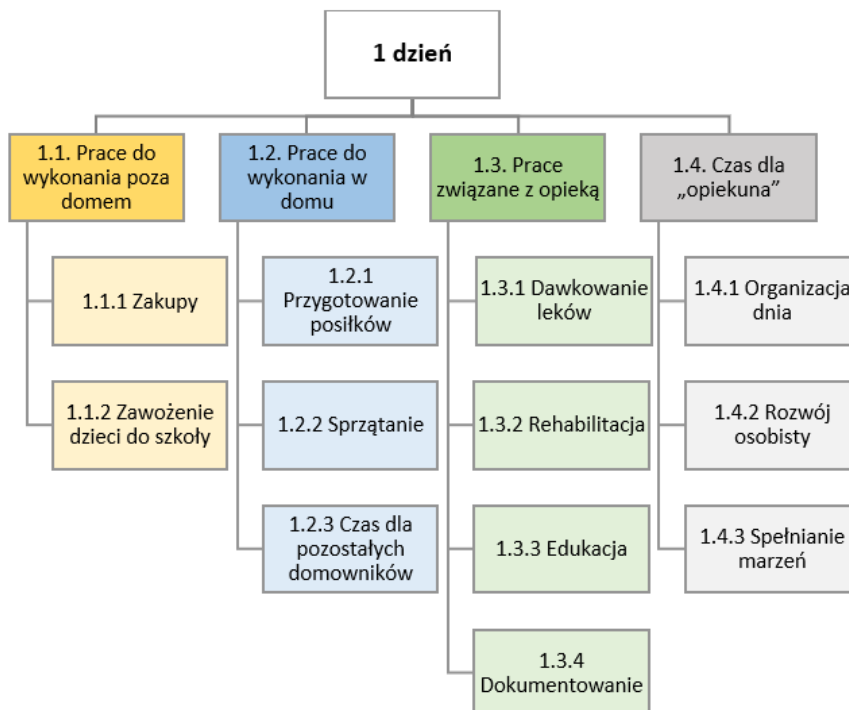 1 dzień
1.1. Prace do
wykonania poza
domem
1.2. Prace do
wykonania w
domu
1.3. Prace
związane z opieką
1.4. Czas dla
„opiekuna”
1.1.1 Zakupy
1.1.2 Zawożenie
dzieci do szkoły
1.2.1
Przygotowanie
posiłków
1.2.2 Sprzątanie
1.2.3 Czas dla
pozostałych
domowników
1.3.1 Dawkowanie
leków
1.3.2 Rehabilitacja
1.3.3 Edukacja
1.3.4
Dokumentowanie
1.4.1 Organizacja
dnia
1.4.2 Rozwój
osobisty
1.4.3 Spełnianie
marzeń